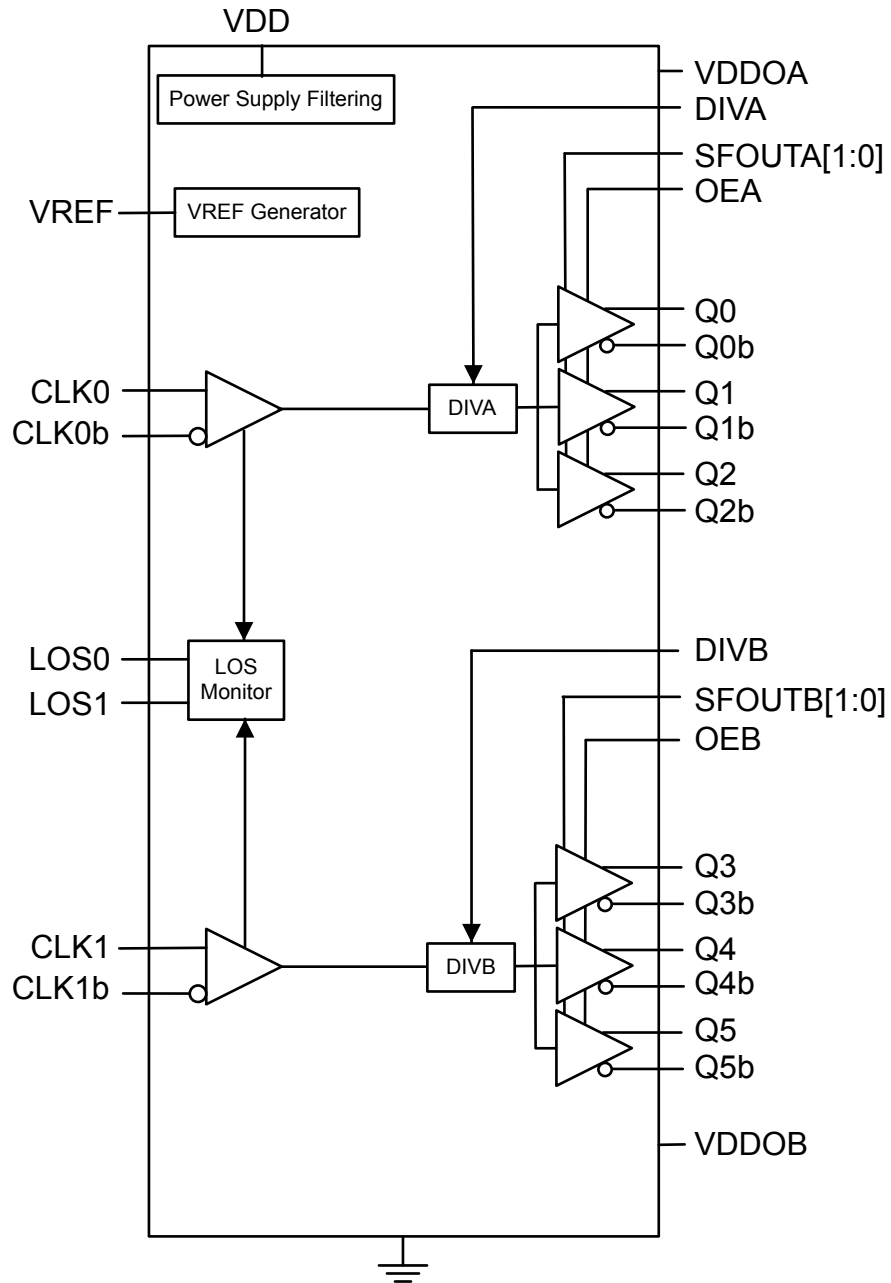 VDD
VDDOA
Power Supply Filtering
DIVA
SFOUTA[1:0]
OEA
VREF
VREF Generator
Q0
Q0b
CLK0
DIVA
Q1
CLK0b
Q1b
Q2
Q2b
LOS0
LOS
Monitor
LOS1
DIVB
SFOUTB[1:0]
OEB
Q3
Q3b
CLK1
DIVB
Q4
CLK1b
Q4b
Q5
Q5b
VDDOB